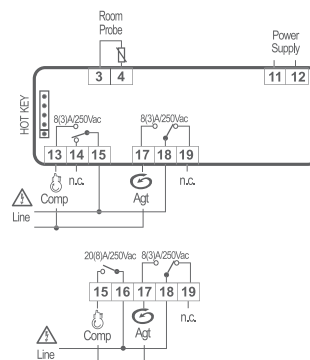 Room
Probe
Power
Supply
3 4
11 12
HOT KEY
8(3)A/250Vac
8(3)A/250Vac
13 14 15
17 18 19
Comp
n.c.
Agt
n.c.
Line
20(8)A/250Vac
8(3)A/250Vac
15 16 17 18 19
Comp
Agt
n.c.
Line